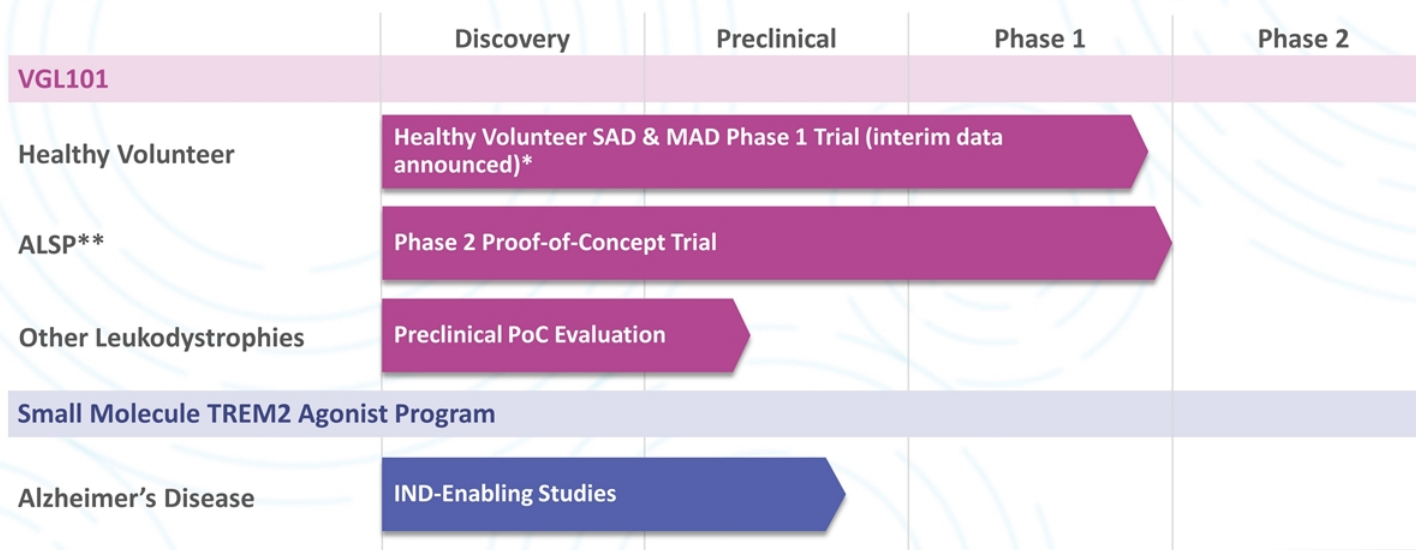 Discovery Preclinical Phase 1 Phase 2
VGL101
Healthy Volunteer
Healthy Volunteer SAD & MAD Phase 1 Trial (interim data
announced)*
ALSP**
Phase 2 Proof-of-Concept Trial
Other Leukodystrophies
Preclinical PoC Evaluation
Small Molecule TREM2 Agonist Program
Alzheimer’s Disease
IND-Enabling Studies